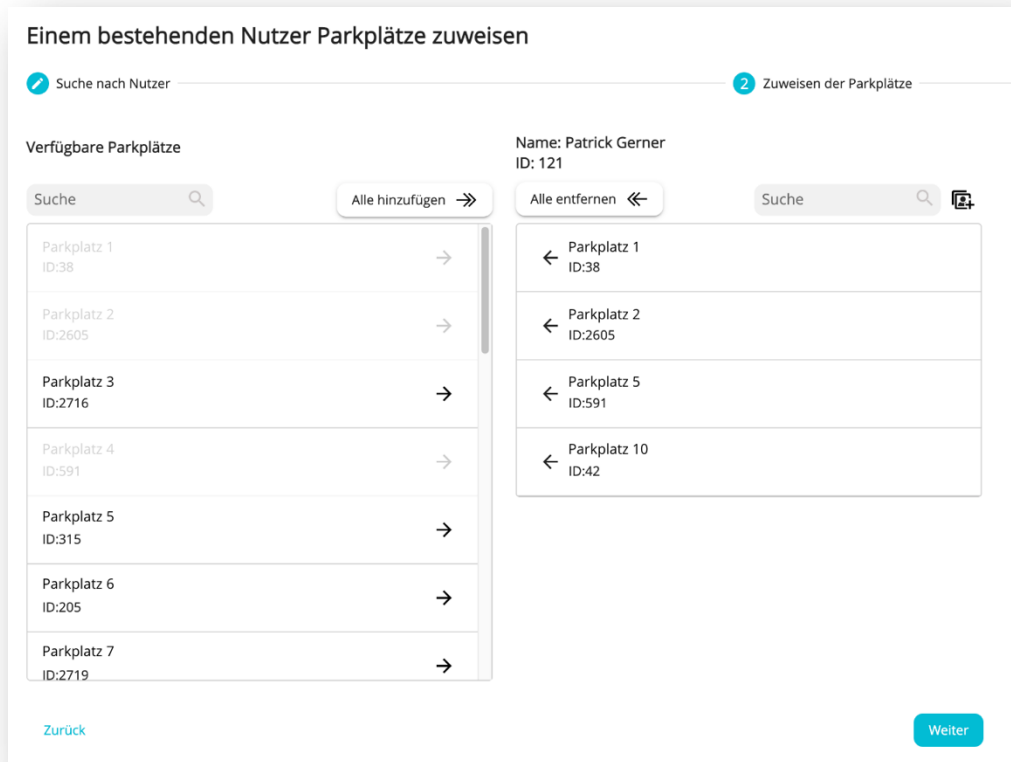 Einem bestehenden Nutzer Parkplätze zuweisen
Suche nach Nutzer
2 Zuweisen der Parkplätze
Verfügbare Parkplätze
Suche
Alle hinzufügen
Parkplatz 1
ID:38
Parkplatz 2
ID:2605
Parkplatz 3
ID:2716
Parkplatz 4
ID:591
Parkplatz 5
ID:315
Parkplatz 6
ID:205
Parkplatz 7
ID:2719
Name: Patrick Gerner
ID: 121
Alle entfernen
Suche
Parkplatz 1
ID:38
Parkplatz 2
ID:2605
Parkplatz 5
ID:591
Parkplatz 10
ID:42
Zurück
Weiter